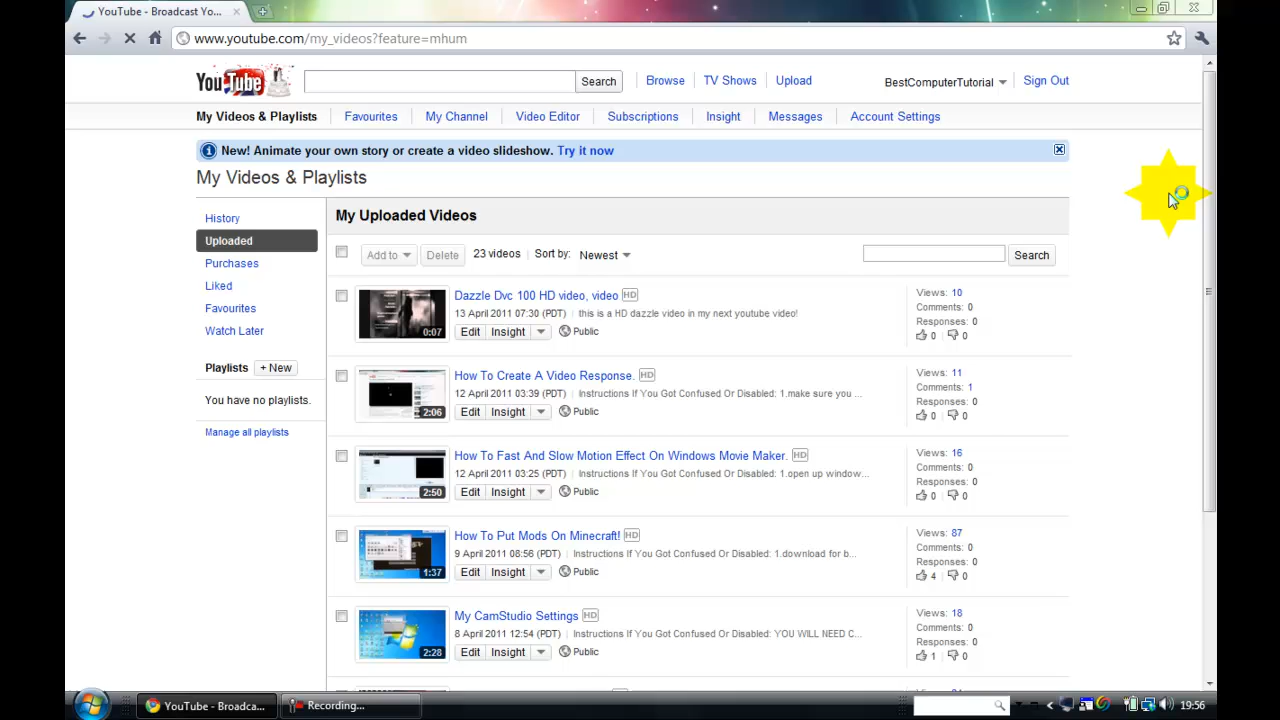 YouTube - Broadcast Yo...
www.youtube.com/my_videos?feature=mhum
YouTube
Search
Browse
TV Shows
Upload
BestComputerTutorial
Sign Out
My Videos & Playlists
Favourites
My Channel
Video Editor
Subscriptions
Insight
Messages
Account Settings
New! Animate your own story or create a video slideshow. Try it now
My Videos & Playlists
History
Uploaded
Purchases
Liked
Favourites
Watch Later
Playlists
+ New
You have no playlists.
Manage all playlists
My Uploaded Videos
Add to
Delete
23 videos
Sort by:
Newest
Search
0:07
Dazzle Dvc 100 HD video, video HD
13 April 2011 07:30 (PDT) this is a HD dazzle video in my next youtube video!
Edit Insight Public
Views: 10
Comments: 0
Responses: 0
0 0
2:06
How To Create A Video Response. HD
12 April 2011 03:39 (PDT) Instructions If You Got Confused Or Disabled: 1.make sure you ...
Edit Insight Public
Views: 11
Comments: 1
Responses: 0
0 0
2:50
How To Fast And Slow Motion Effect On Windows Movie Maker. HD
12 April 2011 03:25 (PDT) Instructions If You Got Confused Or Disabled: 1.open up window...
Edit Insight Public
Views: 16
Comments: 0
Responses: 0
0 0
1:37
How To Put Mods On Minecraft! HD
9 April 2011 08:56 (PDT) Instructions If You Got Confused Or Disabled: 1.download for b...
Edit Insight Public
Views: 87
Comments: 0
Responses: 0
4 0
2:28
My CamStudio Settings HD
8 April 2011 12:54 (PDT) Instructions If You Got Confused Or Disabled: YOU WILL NEED C...
Edit Insight Public
Views: 18
Comments: 0
Responses: 0
1 0
YouTube - Broadca...
Recording...
19:56